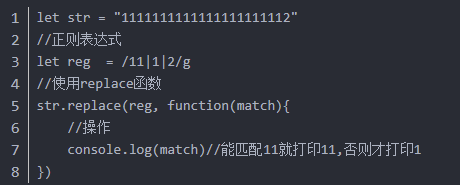 1 let str = "1111111111111111111112"
2 //正则表达式
3 let reg  = /11|1|2/g
4 //使用replace函数
5 str.replace(reg, function(match){
6     //操作
7     console.log(match)//能匹配11就打印11,否则才打印1
8 })